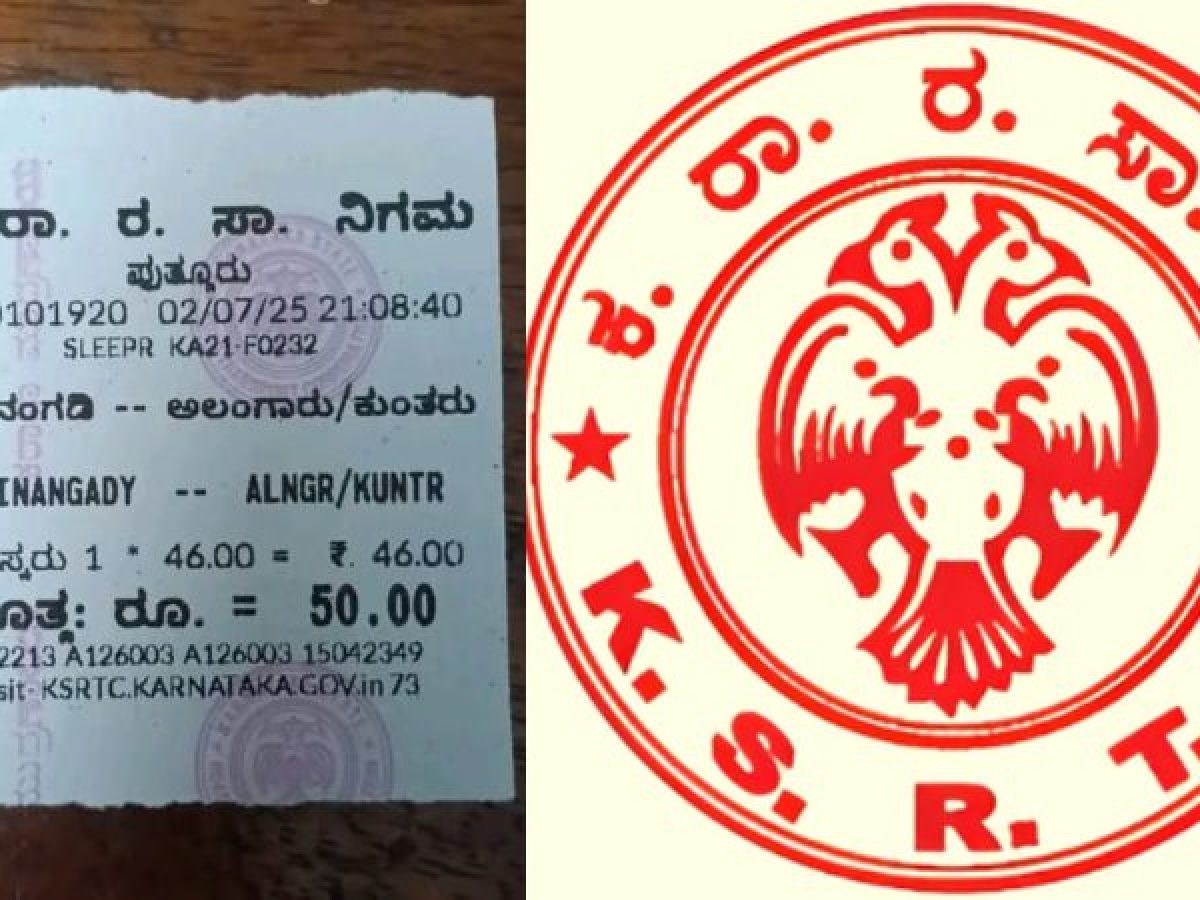 ರಾ. ರ. ಸಾ. ನಿಗಮ
ಪುತ್ತೂರು
0101920 02/07/25 21:08:40
SLEEPR KA21-F0232
ನಂಗಡಿ -- ಅಲಂಗಾರು/ಕುಂತರು
INANGADY -- ALNGR/KUNTR
ಸ್ಕರು 1 * 46.00 = ₹. 46.00
ೊತ್ತ: ರೂ. = 50.00
2213 A126003 A126003 15042349
sit- KSRTC.KARNATAKA.GOV.in 73
ಕ. ರಾ. ರ. ಸಾ.
K. S. R. T.